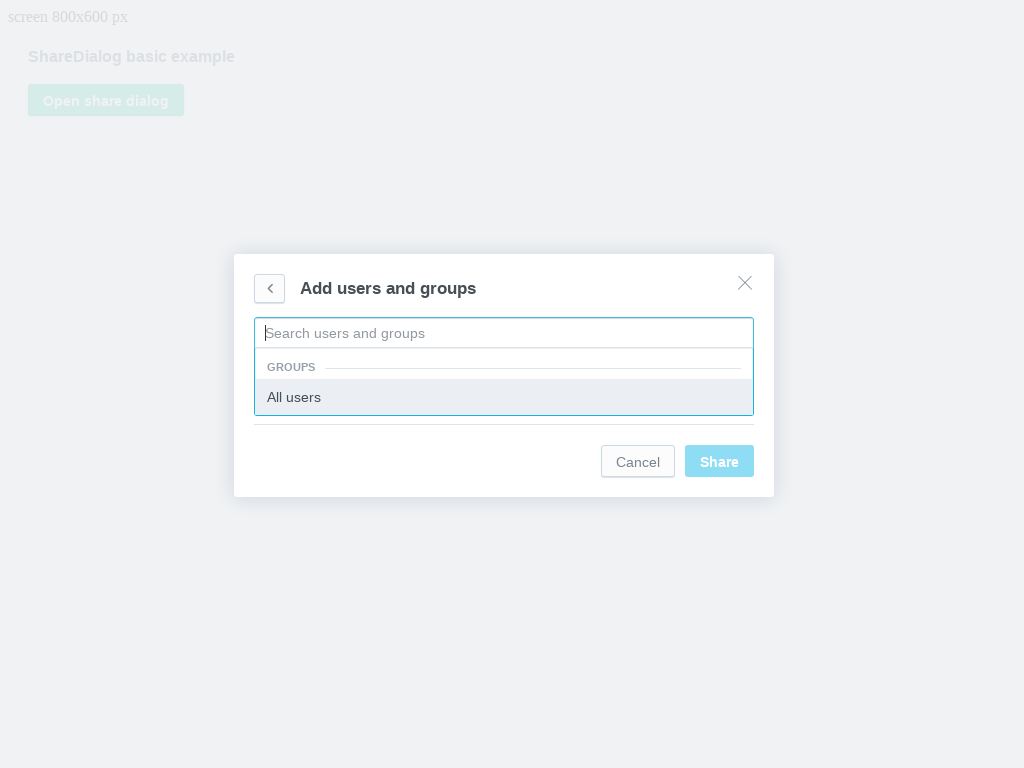 screen 800x600 px
ShareDialog basic example
Open share dialog
Add users and groups
Search users and groups
GROUPS
All users
Cancel
Share